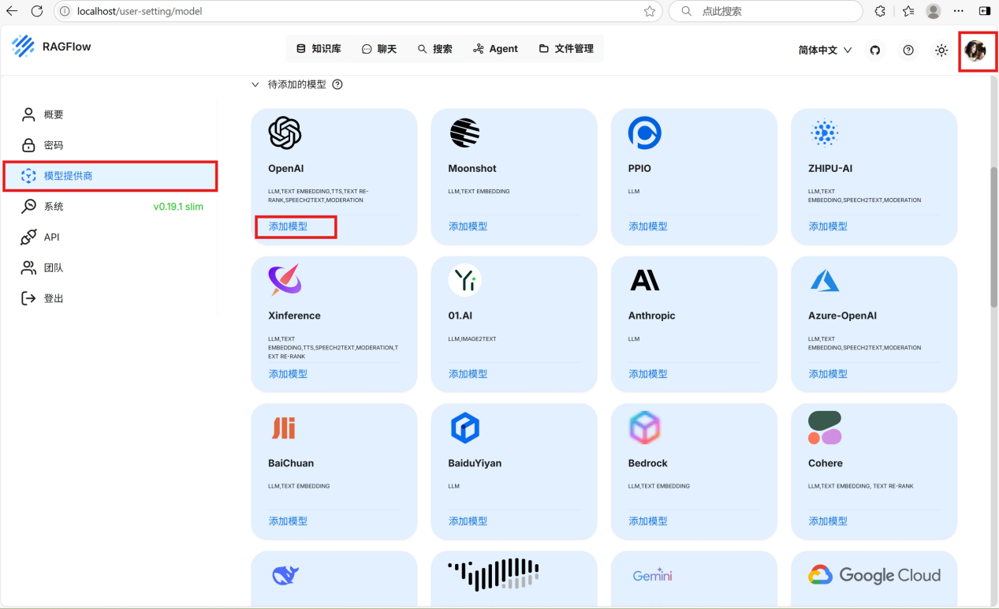 localhost/user-setting/model
点此搜索
RAGFlow
知识库
聊天
搜索
Agent
文件管理
简体中文
待添加的模型
概要
密码
模型提供商
系统
v0.19.1 slim
API
团队
登出
OpenAI
LLM,TEXT EMBEDDING,TTS,TEXT RE-
RANK,SPEECH2TEXT,MODERATION
添加模型
Moonshot
LLM,TEXT EMBEDDING
添加模型
PPIO
LLM
添加模型
ZHIPU-AI
LLM,TEXT
EMBEDDING,SPEECH2TEXT,MODERATION
添加模型
Xinference
LLM,TEXT
EMBEDDING,TTS,SPEECH2TEXT,MODERATION,T
EXT RE-RANK
添加模型
01.AI
LLM,IMAGE2TEXT
添加模型
Anthropic
LLM
添加模型
Azure-OpenAI
LLM,TEXT
EMBEDDING,SPEECH2TEXT,MODERATION
添加模型
BaiChuan
LLM,TEXT EMBEDDING
添加模型
BaiduYiyan
LLM
添加模型
Bedrock
LLM,TEXT EMBEDDING
添加模型
Cohere
LLM,TEXT EMBEDDING, TEXT RE-RANK
添加模型
Gemini
Google Cloud